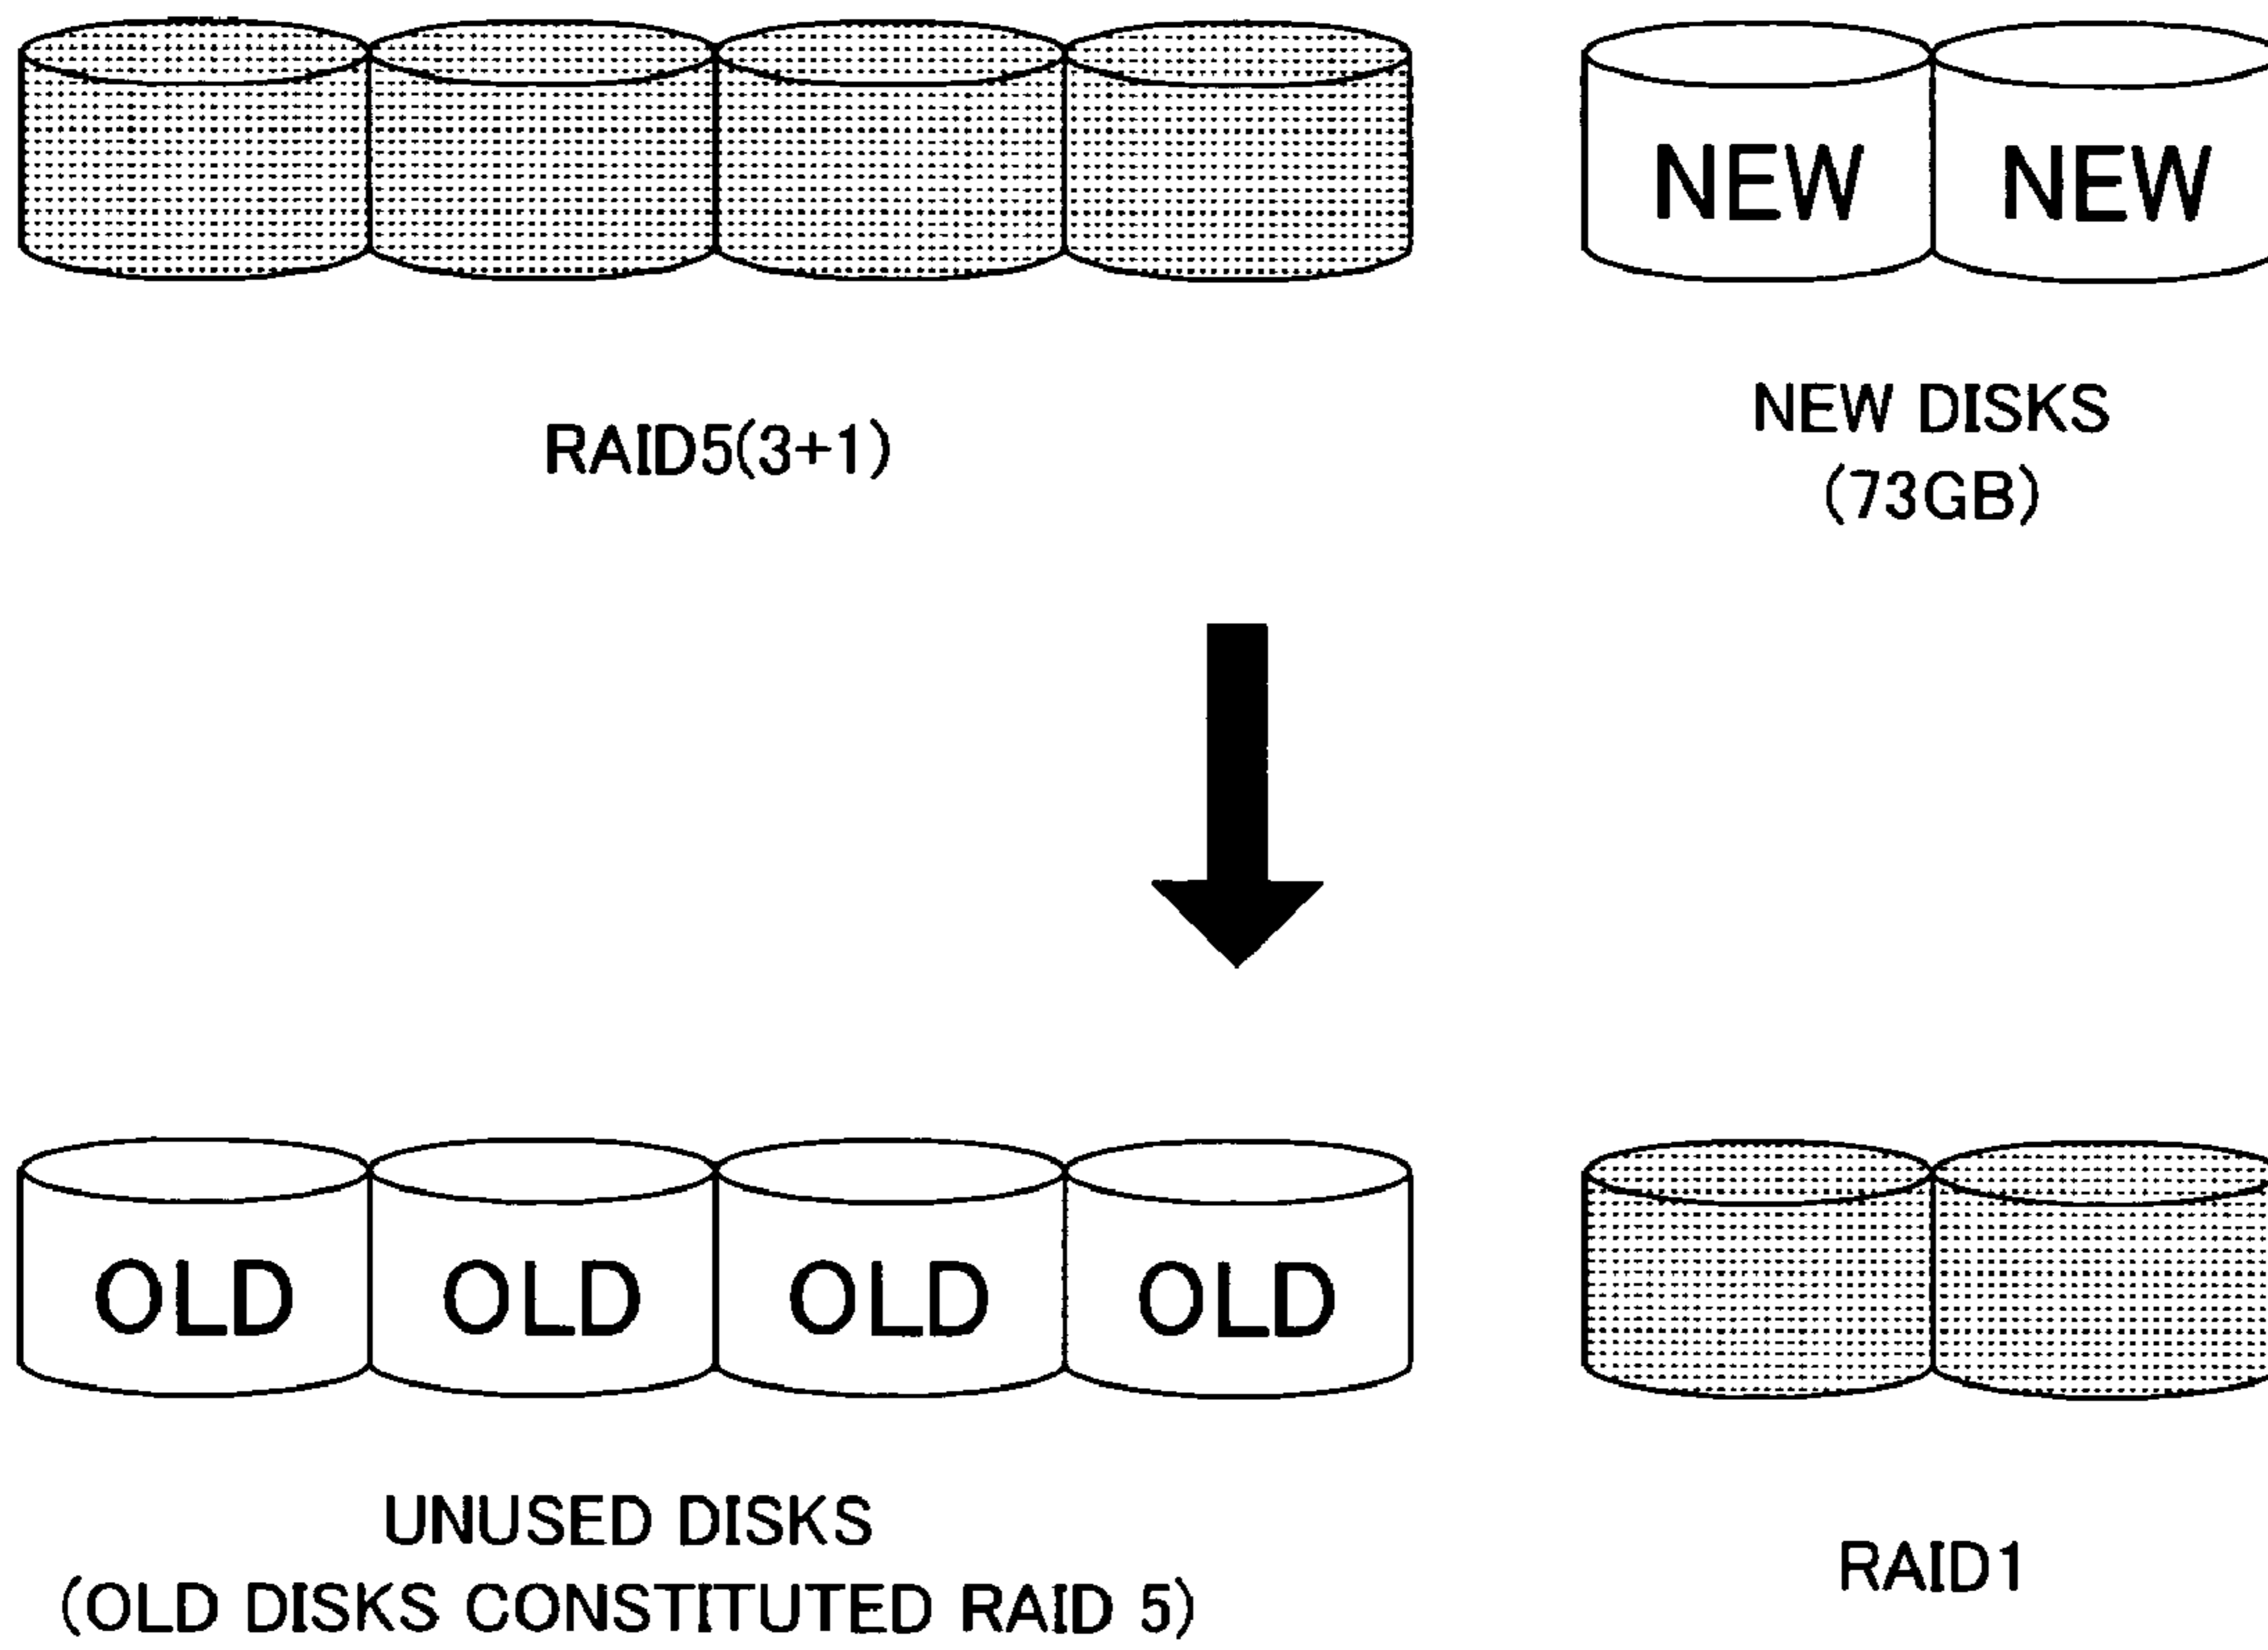 NEW NEW
RAID5(3+1)
NEW DISKS
(73GB)
OLD OLD OLD OLD
UNUSED DISKS
(OLD DISKS CONSTITUTED RAID 5)
RAID1